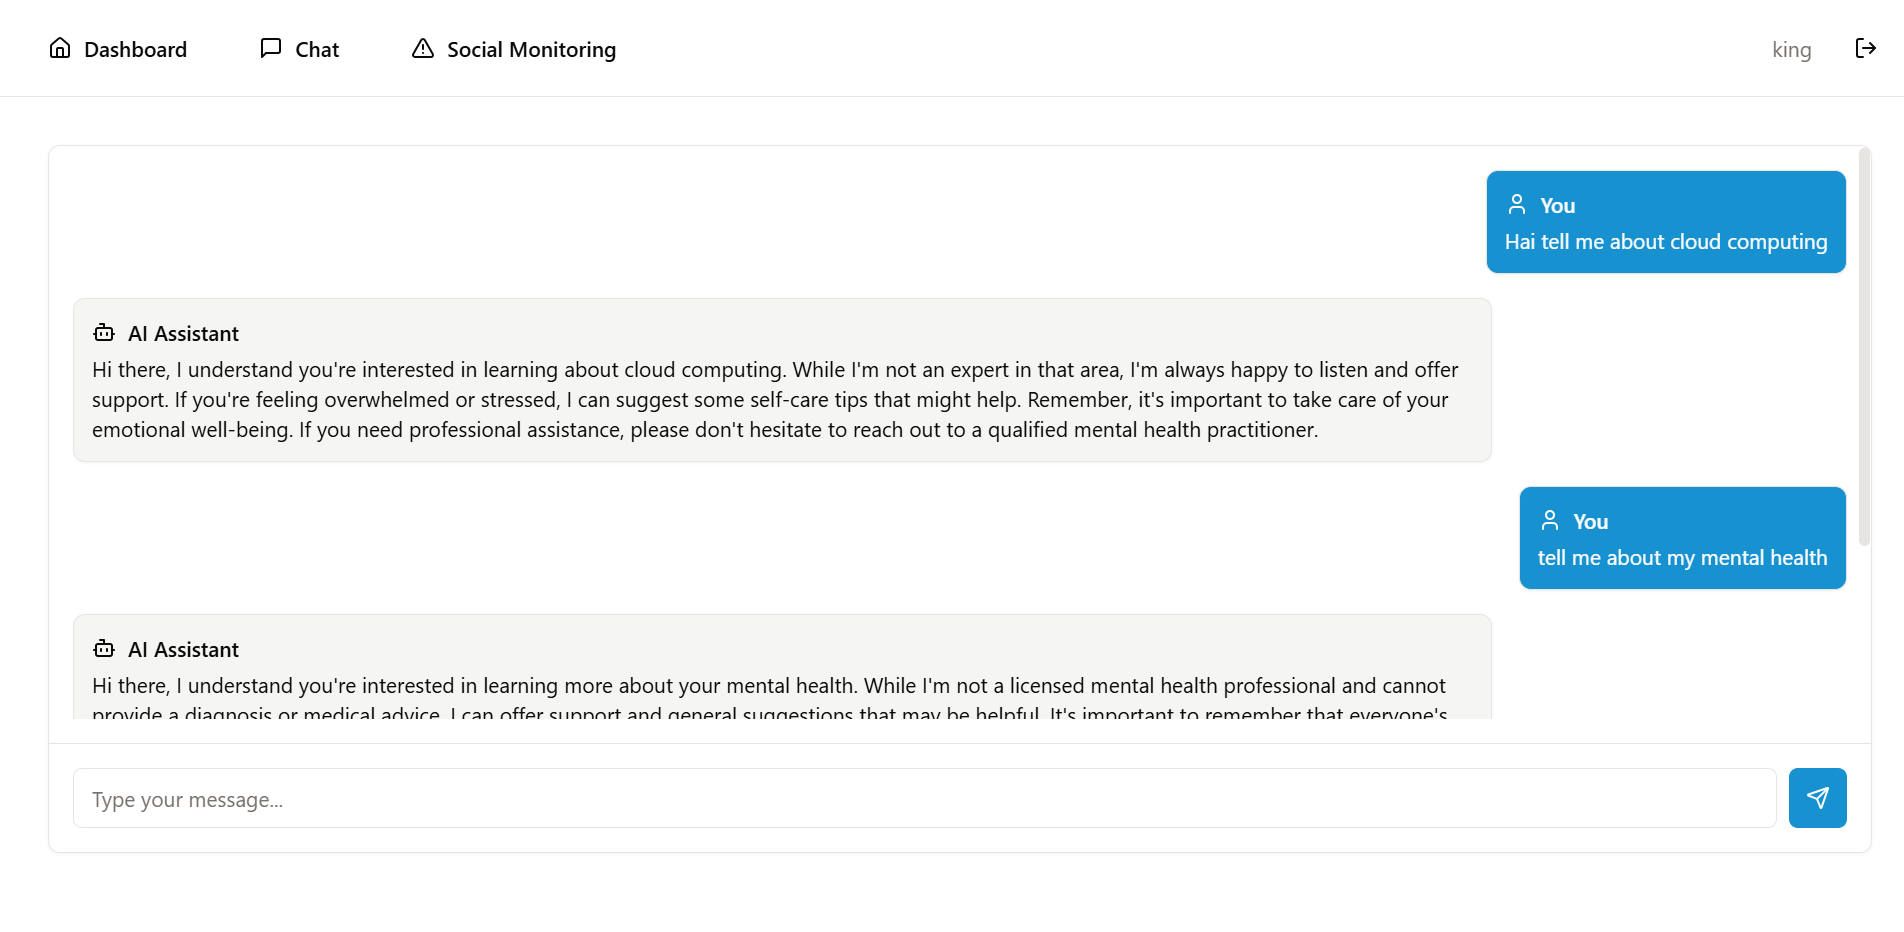 Dashboard
Chat
Social Monitoring
king
You
Hai tell me about cloud computing
AI Assistant
Hi there, I understand you're interested in learning about cloud computing. While I'm not an expert in that area, I'm always happy to listen and offer
support. If you're feeling overwhelmed or stressed, I can suggest some self-care tips that might help. Remember, it's important to take care of your
emotional well-being. If you need professional assistance, please don't hesitate to reach out to a qualified mental health practitioner.
You
tell me about my mental health
AI Assistant
Hi there, I understand you're interested in learning more about your mental health. While I'm not a licensed mental health professional and cannot
provide a diagnosis or medical advice, I can offer support and general suggestions that may be helpful. It's important to remember that everyone's
Type your message...